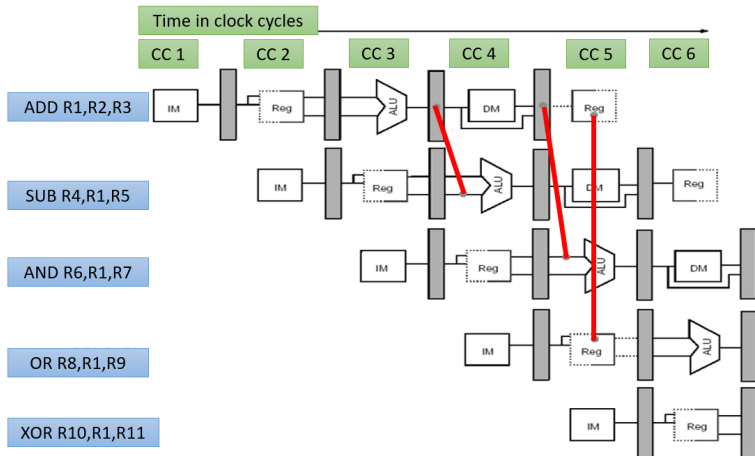 Time in clock cycles
CC 1 CC 2 CC 3 CC 4 CC 5 CC 6
ADD R1,R2,R3 IM Reg ALU DM Reg
SUB R4,R1,R5 IM Reg ALU DM Reg
AND R6,R1,R7 IM Reg ALU DM
OR R8,R1,R9 IM Reg ALU
XOR R10,R1,R11 IM Reg